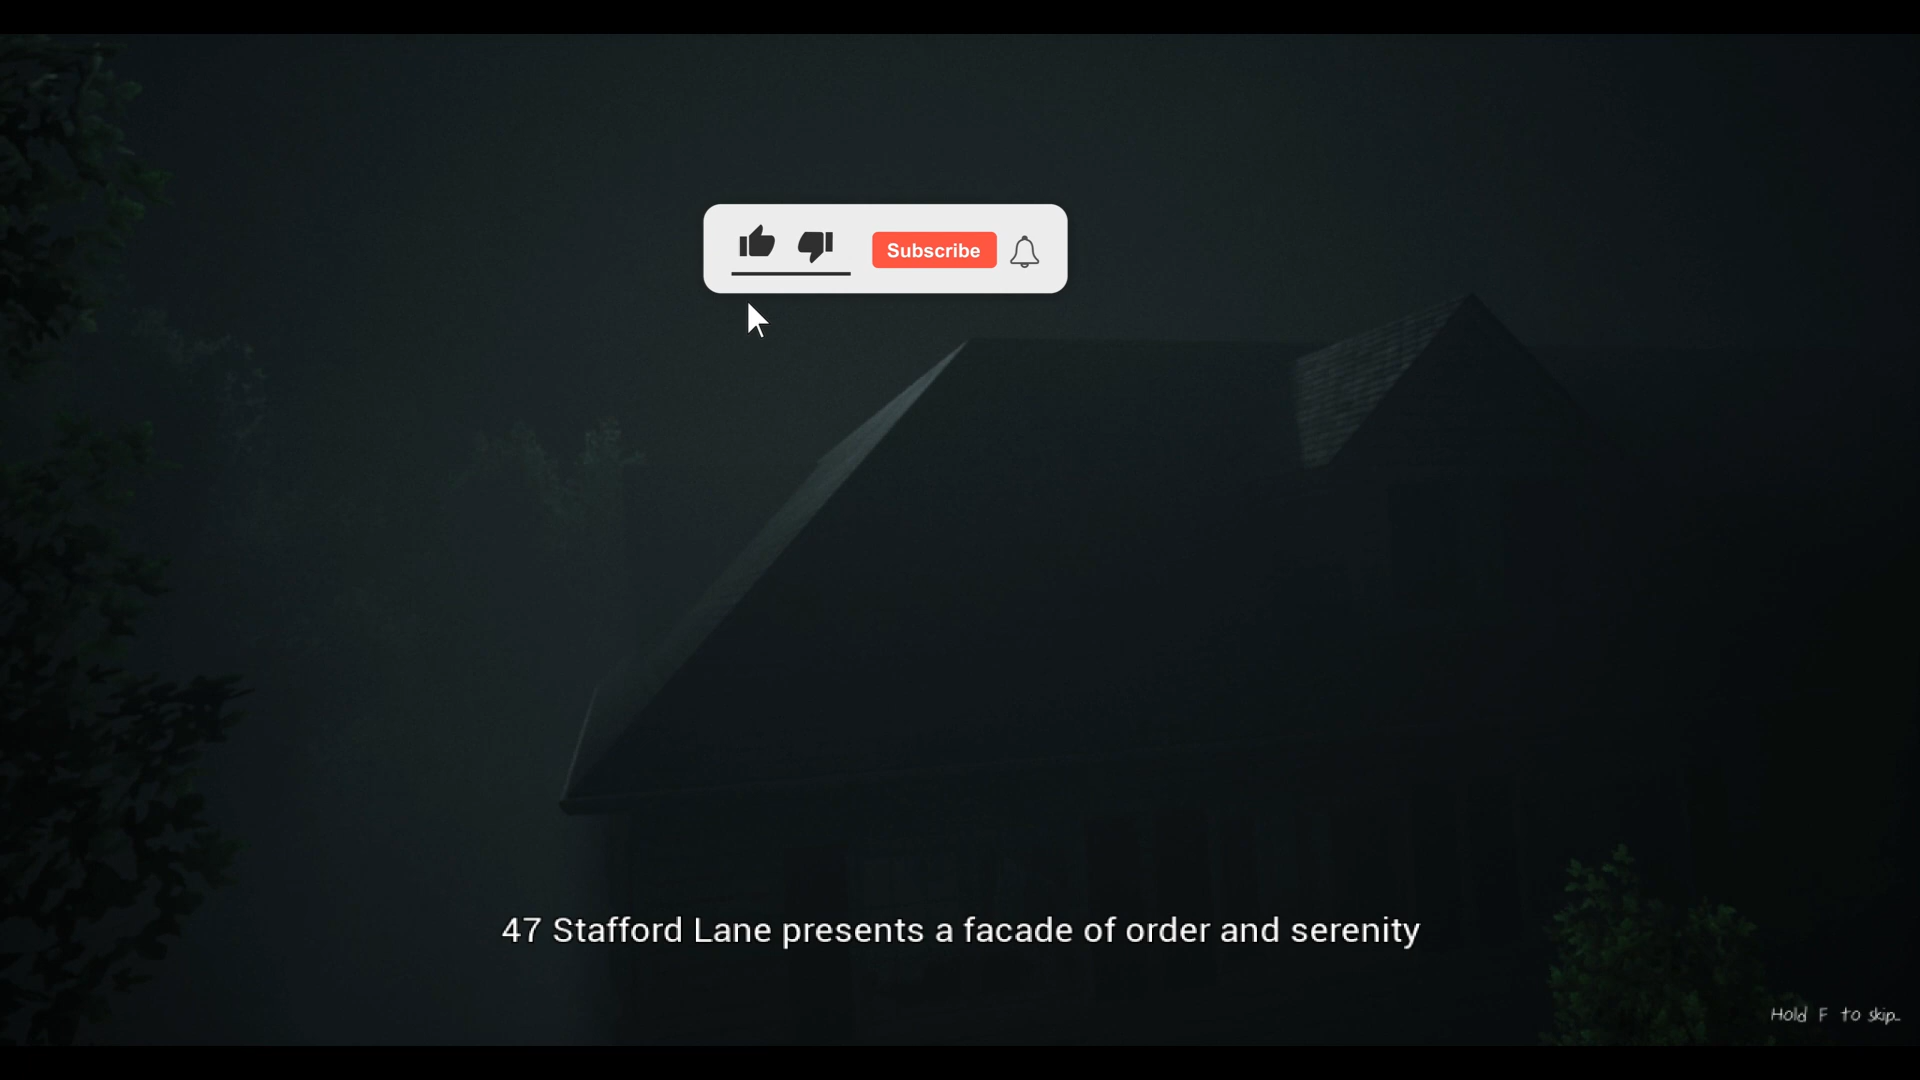 Subscribe
47 Stafford Lane presents a facade of order and serenity
Hold F to skip...